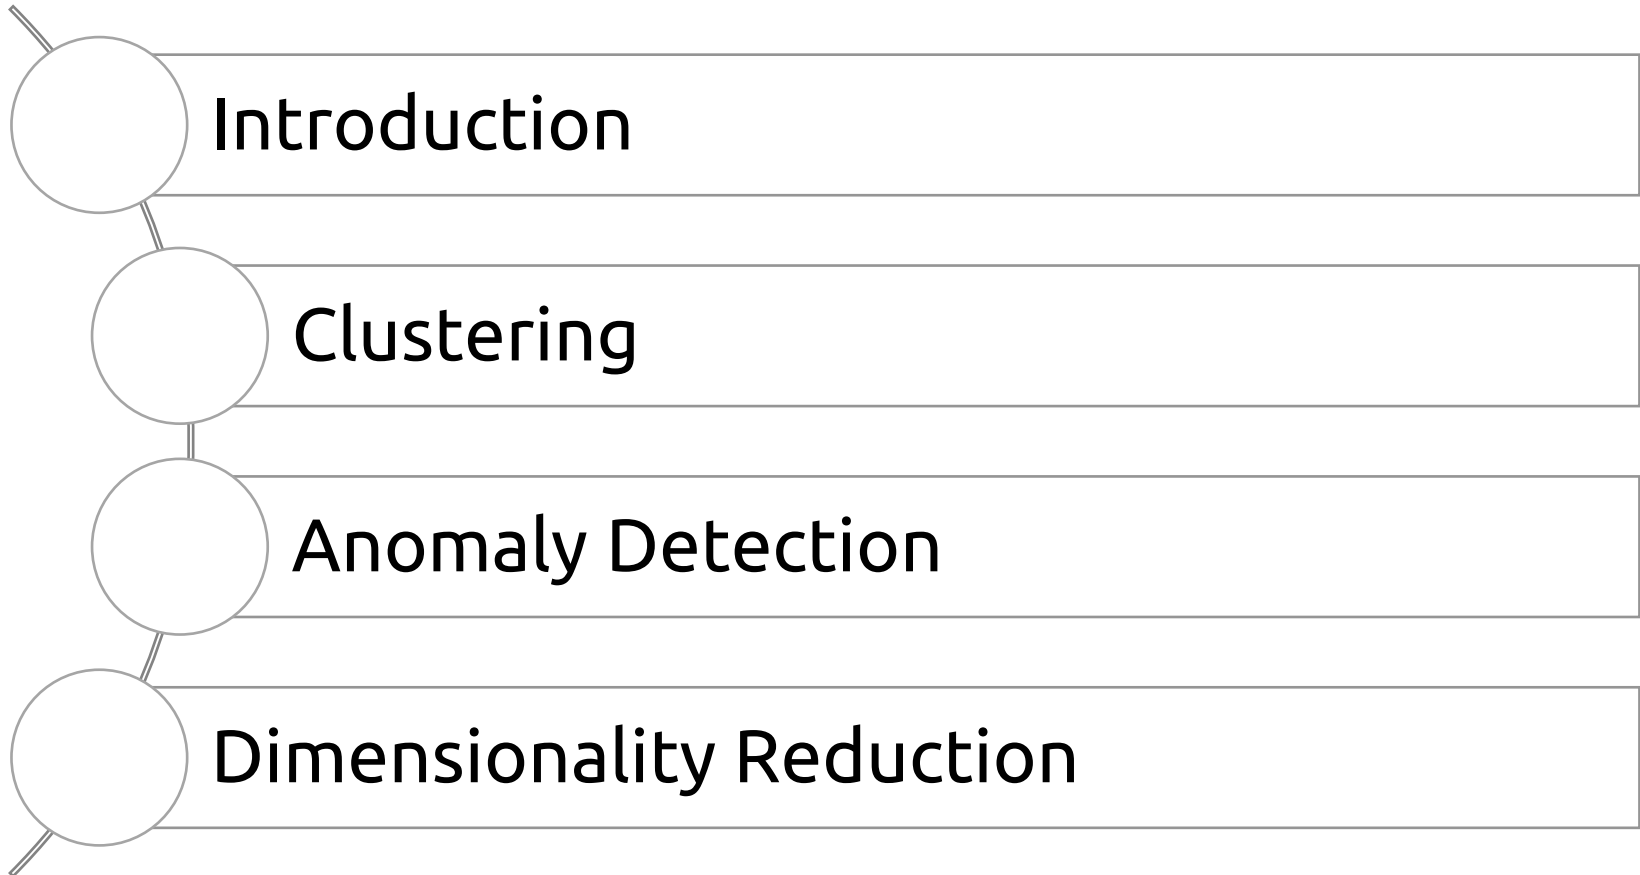 Introduction
Clustering
Anomaly Detection
Dimensionality Reduction